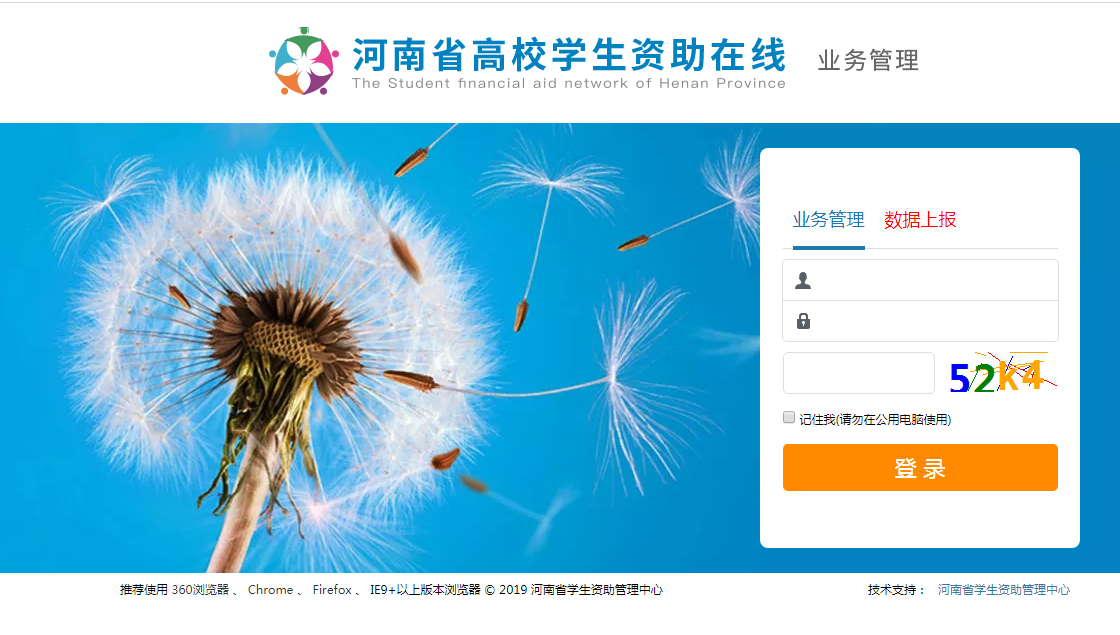 河南省高校学生资助在线 业务管理
The Student financial aid network of Henan Province
业务管理 数据上报
52K4
记住我(请勿在公用电脑使用)
登 录
推荐使用 360浏览器 、 Chrome 、 Firefox 、 IE9+以上版本浏览器 © 2019 河南省学生资助管理中心 技术支持： 河南省学生资助管理中心